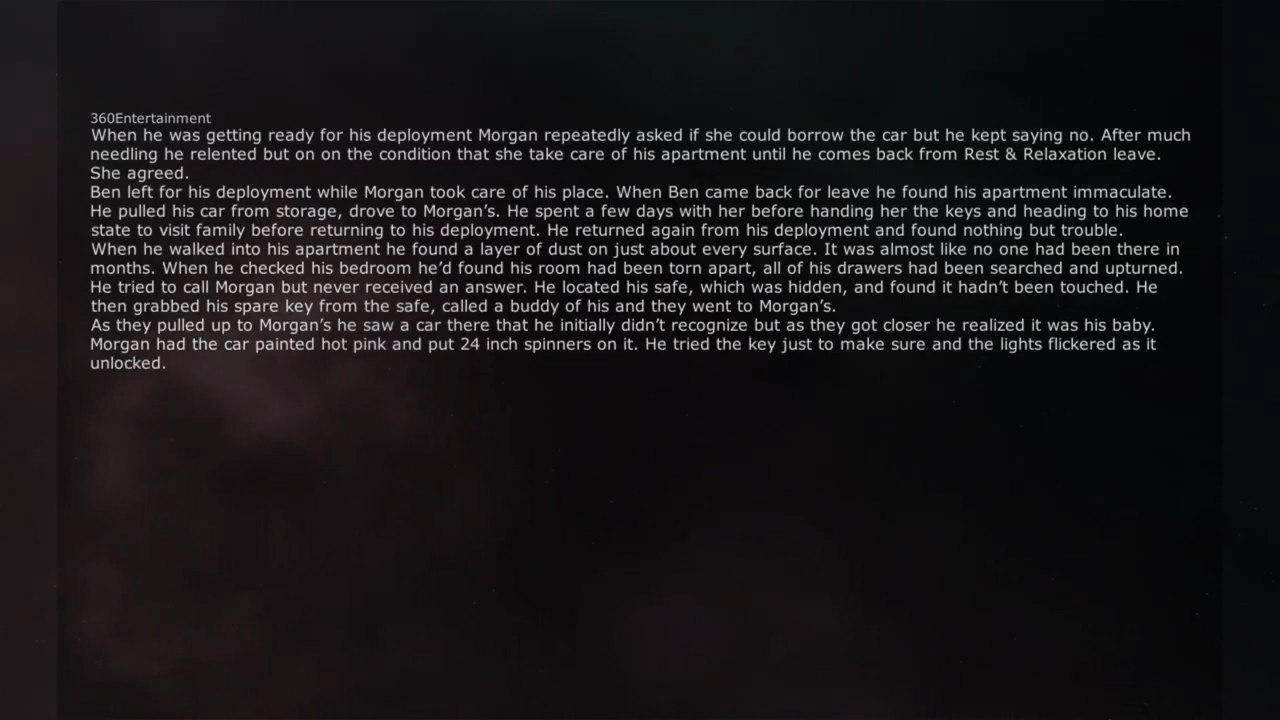 360Entertainment
When he was getting ready for his deployment Morgan repeatedly asked if she could borrow the car but he kept saying no. After much
needling he relented but on on the condition that she take care of his apartment until he comes back from Rest & Relaxation leave.
She agreed.
Ben left for his deployment while Morgan took care of his place. When Ben came back for leave he found his apartment immaculate.
He pulled his car from storage, drove to Morgan’s. He spent a few days with her before handing her the keys and heading to his home
state to visit family before returning to his deployment. He returned again from his deployment and found nothing but trouble.
When he walked into his apartment he found a layer of dust on just about every surface. It was almost like no one had been there in
months. When he checked his bedroom he’d found his room had been torn apart, all of his drawers had been searched and upturned.
He tried to call Morgan but never received an answer. He located his safe, which was hidden, and found it hadn’t been touched. He
then grabbed his spare key from the safe, called a buddy of his and they went to Morgan’s.
As they pulled up to Morgan’s he saw a car there that he initially didn’t recognize but as they got closer he realized it was his baby.
Morgan had the car painted hot pink and put 24 inch spinners on it. He tried the key just to make sure and the lights flickered as it
unlocked.